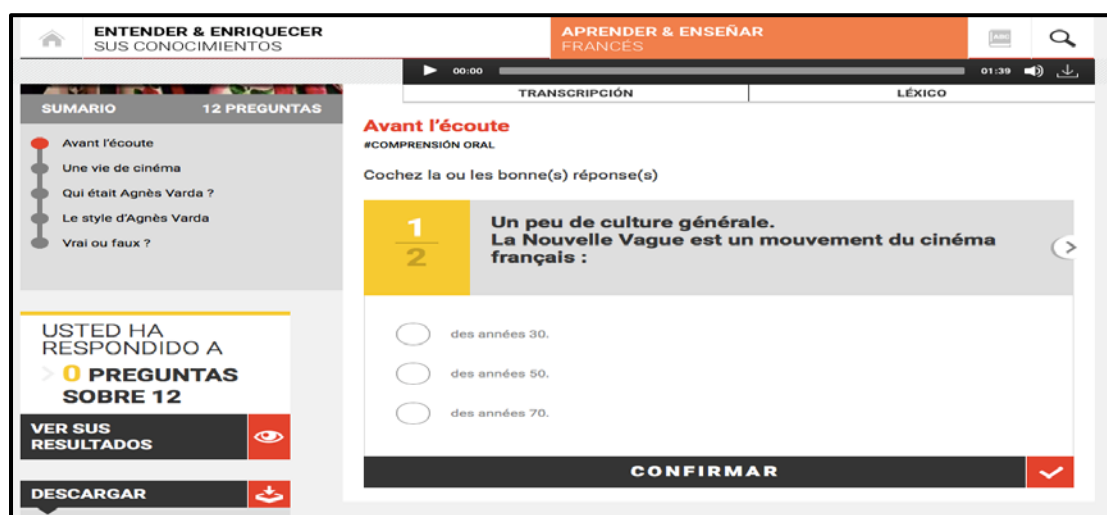 ENTENDER & ENRIQUECER
SUS CONOCIMIENTOS
APRENDER & ENSEÑAR
FRANCÉS
ABC
00:00
01:39
TRANSCRIPCIÓN
LÉXICO
SUMARIO
12 PREGUNTAS
Avant l'écoute
Une vie de cinéma
Qui était Agnès Varda ?
Le style d'Agnès Varda
Vrai ou faux ?
USTED HA
RESPONDIDO A
> 0 PREGUNTAS
SOBRE 12
VER SUS
RESULTADOS
DESCARGAR
Avant l'écoute
#COMPRENSIÓN ORAL
Cochez la ou les bonne(s) réponse(s)
1
2
Un peu de culture générale.
La Nouvelle Vague est un mouvement du cinéma
français :
des années 30.
des années 50.
des années 70.
CONFIRMAR